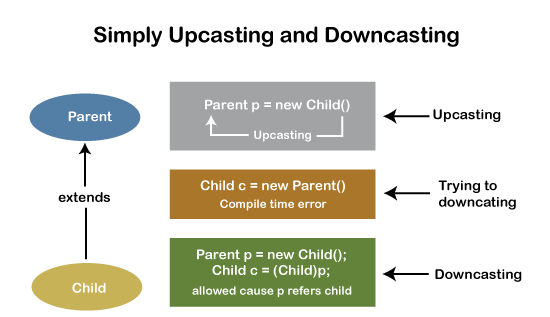 Simply Upcasting and Downcasting
Parent
extends
Child
Parent p = new Child()
Upcasting
Upcasting
Child c = new Parent()
Compile time error
Trying to
downcating
Parent p = new Child();
Child c = (Child)p;
allowed cause p refers child
Downcasting